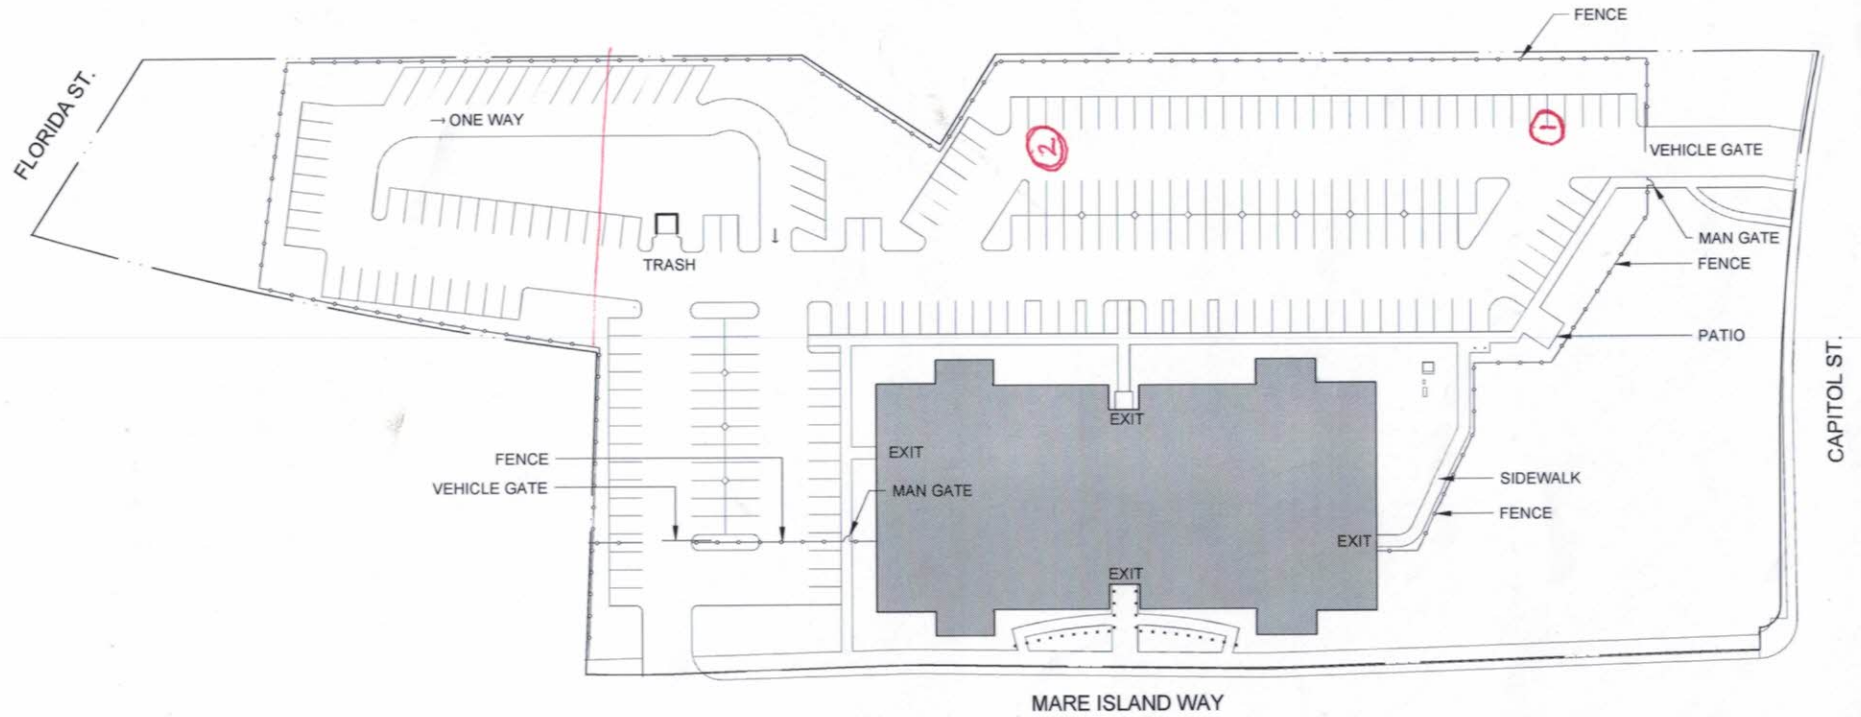 FENCE
FLORIDA ST.
→ ONE WAY
2
1
VEHICLE GATE
MAN GATE
FENCE
TRASH
PATIO
CAPITOL ST.
EXIT
EXIT
FENCE
VEHICLE GATE
MAN GATE
SIDEWALK
FENCE
EXIT
EXIT
MARE ISLAND WAY